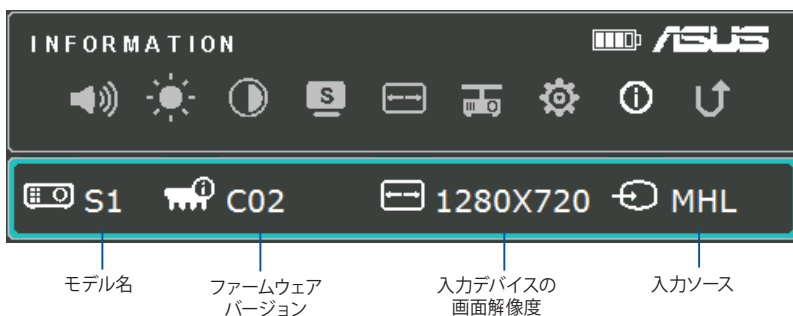 INFORMATION
ASUS
S
S1
C02
1280X720
MHL
モデル名
ファームウェア
バージョン
入力デバイスの
画面解像度
入力ソース